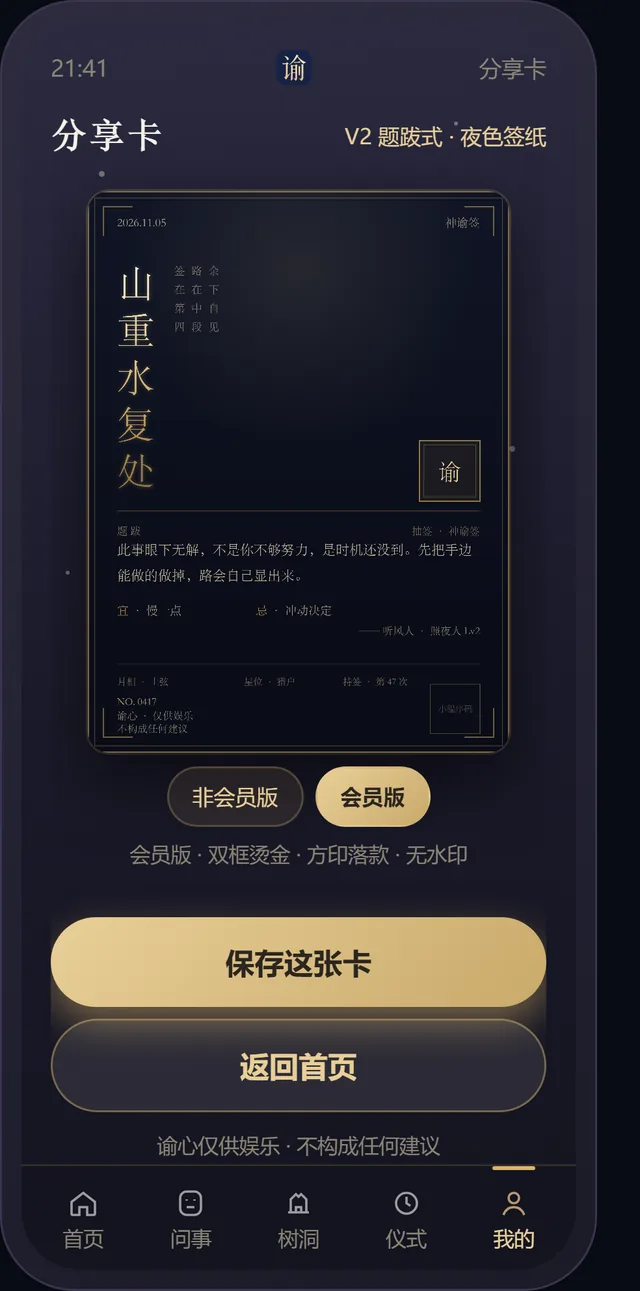 21:41
谕
分享卡
分享卡
V2 题跋式 · 夜色签纸
2026.11.05
神谕签
山重水复处
签在第四
路在中段
余下自见
谕
题跋
抽签 · 神谕签
此事眼下无解，不是你不够努力，是时机还没到。先把手边
能做的做掉，路会自己显出来。
宜 · 慢一点
忌 · 冲动决定
—— 听风人 · 照夜人 Lv2
月相 · 上弦
星位 · 猎户
持签 · 第 47 次
NO. 0417
谕心 · 仅供娱乐
不构成任何建议
小程序码
非会员版
会员版
会员版 · 双框烫金 · 方印落款 · 无水印
保存这张卡
返回首页
谕心仅供娱乐 · 不构成任何建议
首页
问事
树洞
仪式
我的